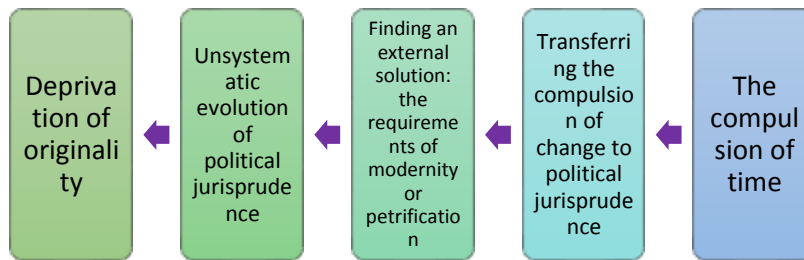 Depriva
tion of
originali
ty
Unsystem
atic
evolution
of
political
jurisprude
nce
Finding an
external
solution:
the
requireme
nts of
modernity
or
petrificatio
n
Transferri
ng the
compulsio
n of
change to
political
jurisprude
nce
The
compul
sion of
time